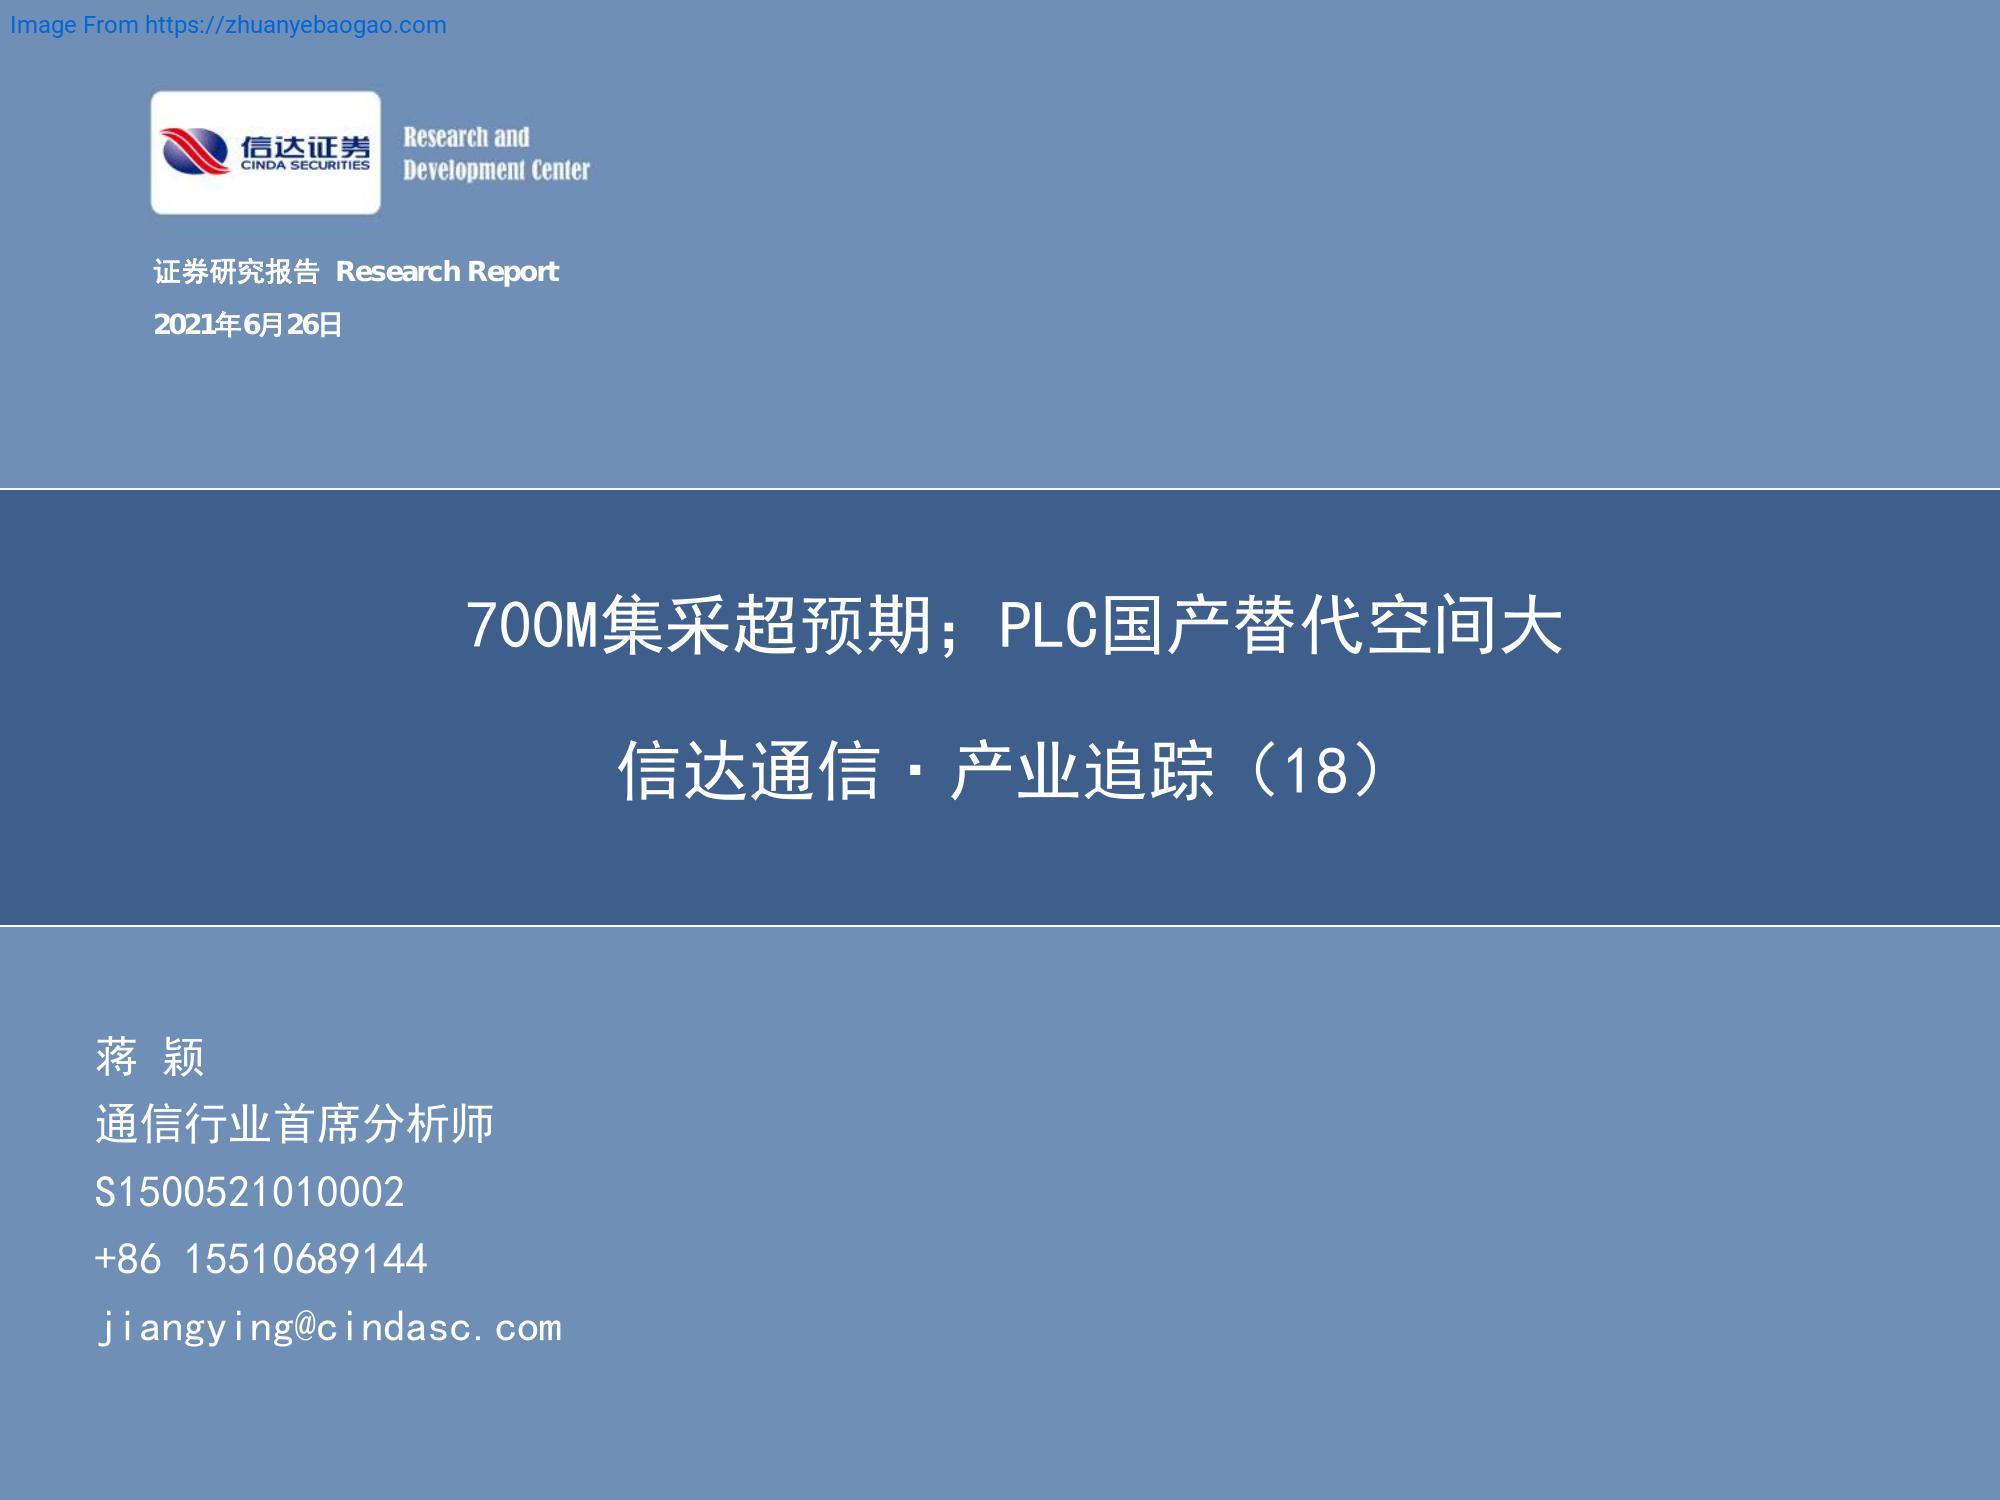 Image From https://zhuanyebaogao.com
信达证券
CINDA SECURITIES
Research and
Development Center
证券研究报告 Research Report
2021年6月26日
700M集采超预期；PLC国产替代空间大
信达通信·产业追踪（18）
蒋 颖
通信行业首席分析师
S1500521010002
+86 15510689144
jiangying@cindasc.com